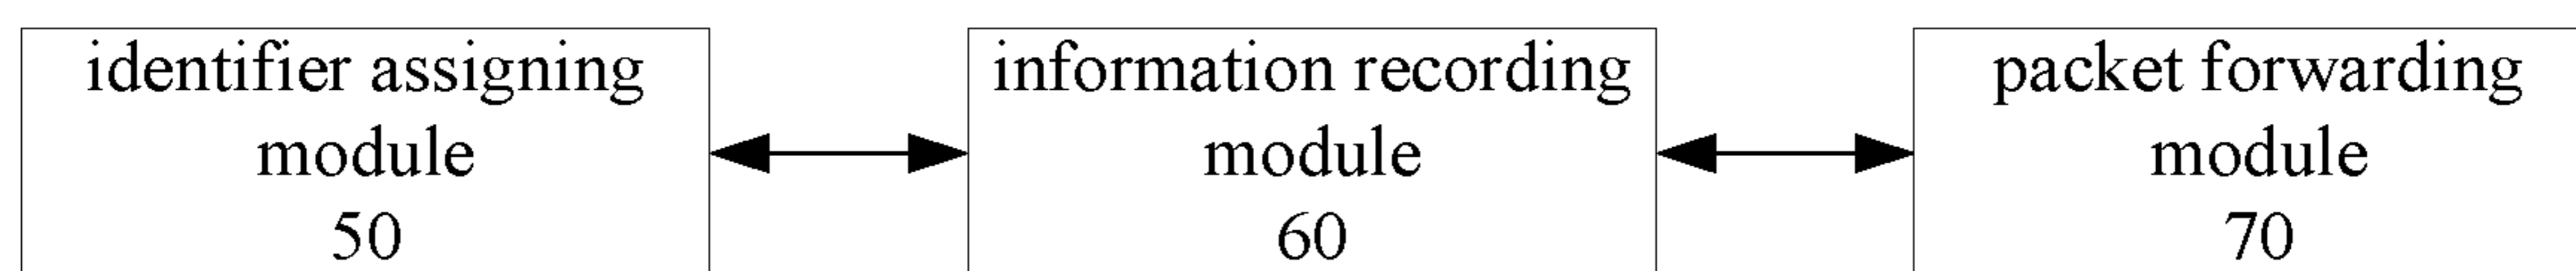 identifier assigning
module
50
information recording
module
60
packet forwarding
module
70